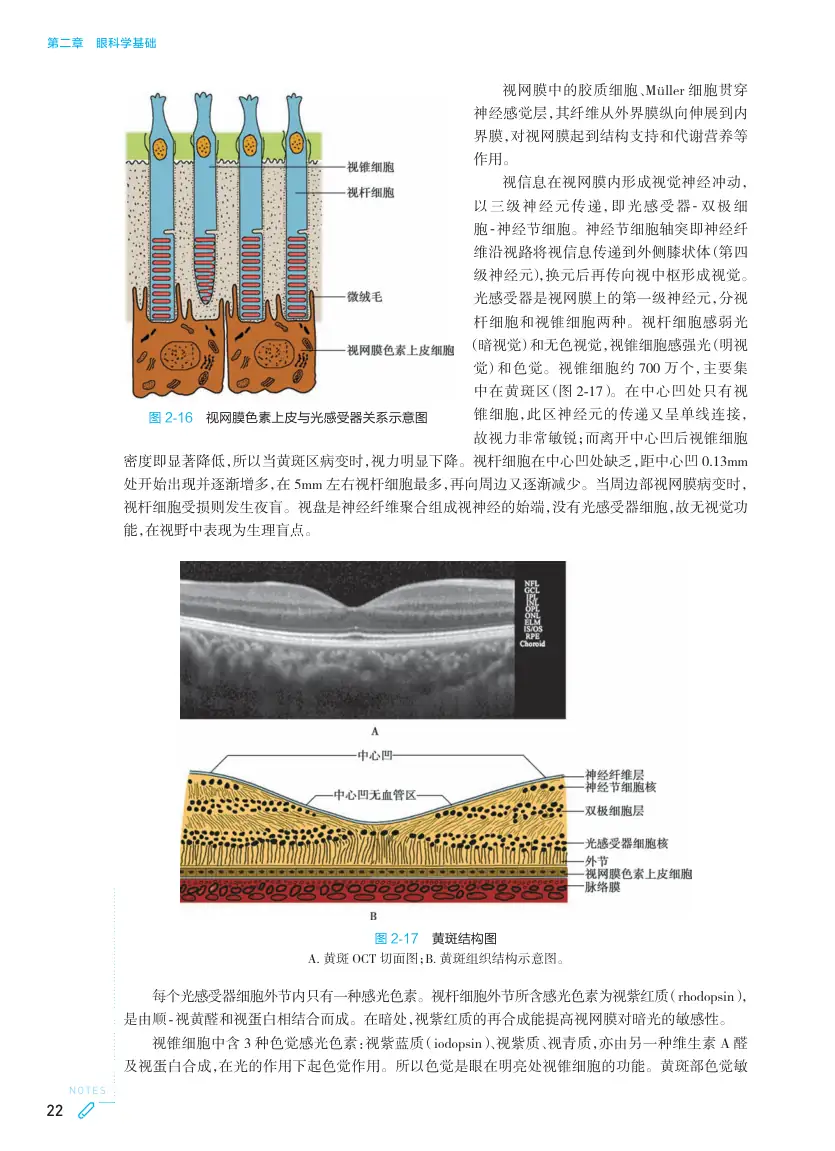 第二章 眼科学基础
视锥细胞
视杆细胞
微绒毛
视网膜色素上皮细胞
图 2-16 视网膜色素上皮与光感受器关系示意图
视网膜中的胶质细胞、Müller 细胞贯穿
神经感觉层,其纤维从外界膜纵向伸展到内
界膜,对视网膜起到结构支持和代谢营养等
作用。
视信息在视网膜内形成视觉神经冲动,
以三级神经元传递,即光感受器-双极细
胞-神经节细胞。神经节细胞轴突即神经纤
维沿视路将视信息传递到外侧膝状体(第四
级神经元),换元后再传向视中枢形成视觉。
光感受器是视网膜上的第一级神经元,分视
杆细胞和视锥细胞两种。视杆细胞感弱光
(暗视觉)和无色视觉,视锥细胞感强光(明视
觉)和色觉。视锥细胞约 700 万个,主要集
中在黄斑区(图 2-17)。在中心凹处只有视
锥细胞,此区神经元的传递又呈单线连接,
故视力非常敏锐;而离开中心凹后视锥细胞
密度即显著降低,所以当黄斑区病变时,视力明显下降。视杆细胞在中心凹处缺乏,距中心凹 0.13mm
处开始出现并逐渐增多,在 5mm 左右视杆细胞最多,再向周边又逐渐减少。当周边部视网膜病变时,
视杆细胞受损则发生夜盲。视盘是神经纤维聚合组成视神经的始端,没有光感受器细胞,故无视觉功
能,在视野中表现为生理盲点。
NFL
GCL
IPL
INL
OPL
ONL
ELM
IS/OS
RPE
Choroid
A
中心凹
中心凹无血管区
神经纤维层
神经节细胞核
双极细胞层
光感受器细胞核
外节
视网膜色素上皮细胞
脉络膜
B
图 2-17 黄斑结构图
A. 黄斑 OCT 切面图;B. 黄斑组织结构示意图。
每个光感受器细胞外节内只有一种感光色素。视杆细胞外节所含感光色素为视紫红质(rhodopsin),
是由顺-视黄醛和视蛋白相结合而成。在暗处,视紫红质的再合成能提高视网膜对暗光的敏感性。
视锥细胞中含 3 种色觉感光色素:视紫蓝质(iodopsin)、视紫质、视青质,亦由另一种维生素 A 醛
及视蛋白合成,在光的作用下起色觉作用。所以色觉是眼在明亮处视锥细胞的功能。黄斑部色觉敏
NOTES
22